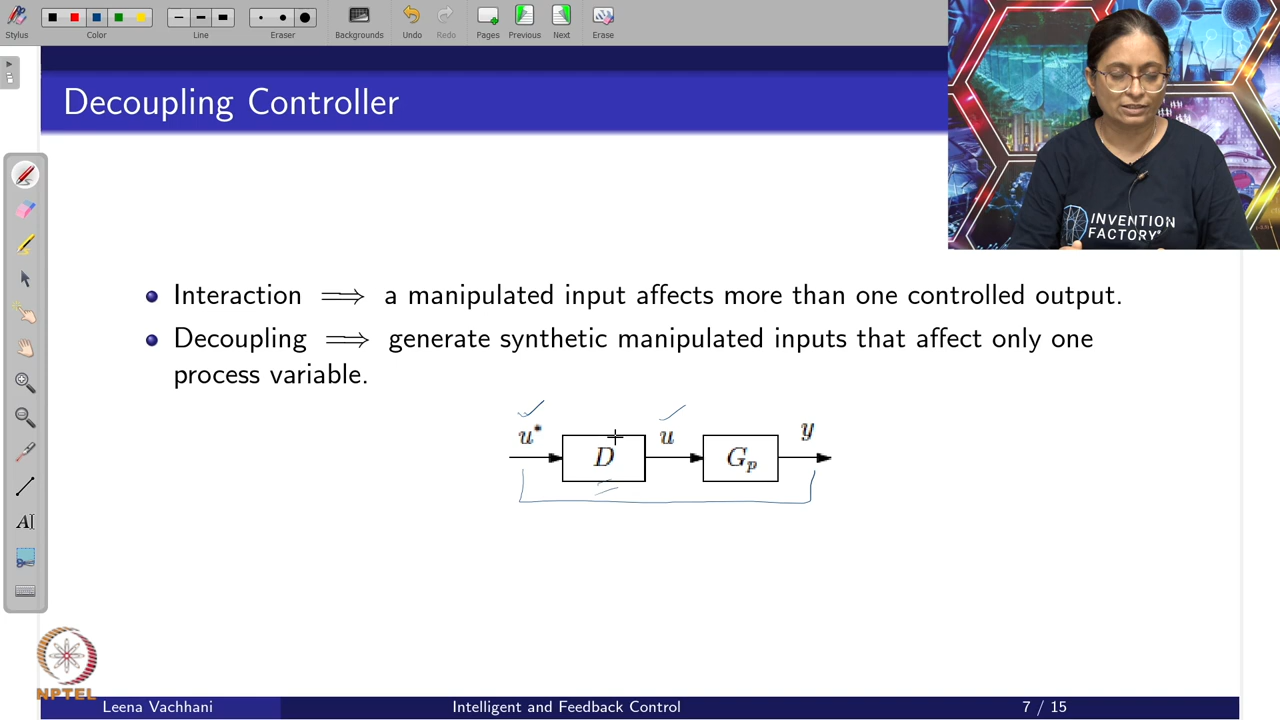 Stylus
Color
Line
Eraser
Backgrounds
Undo
Redo
Pages
Previous
Next
Erase
Decoupling Controller
INVENTION
FACTORY
Interaction ⟹ a manipulated input affects more than one controlled output.
Decoupling ⟹ generate synthetic manipulated inputs that affect only one
process variable.
u* D u G_p y
AI
NPTEL
Leena Vachhani Intelligent and Feedback Control 7 / 15